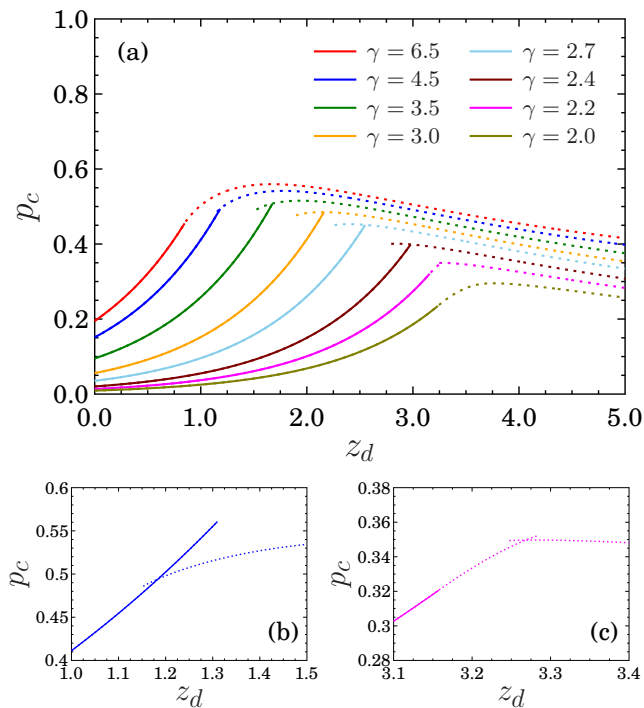 (a)
γ = 6.5 γ = 2.7
γ = 4.5 γ = 2.4
γ = 3.5 γ = 2.2
γ = 3.0 γ = 2.0
p_c
1.0
0.8
0.6
0.4
0.2
0.0
0.0 1.0 2.0 3.0 4.0 5.0
z_d
p_c
0.6
0.55
0.5
0.45
0.4
(b)
1.0 1.1 1.2 1.3 1.4 1.5
z_d
p_c
0.38
0.36
0.34
0.32
0.3
0.28
(c)
3.1 3.2 3.3 3.4
z_d